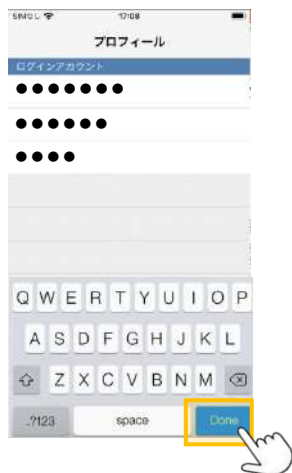 SIMなし 17:08
プロフィール
ログインアカウント
●●●●●●●
●●●●●●
●●●●
Q W E R T Y U I O P
A S D F G H J K L
Z X C V B N M
.?123 space Done